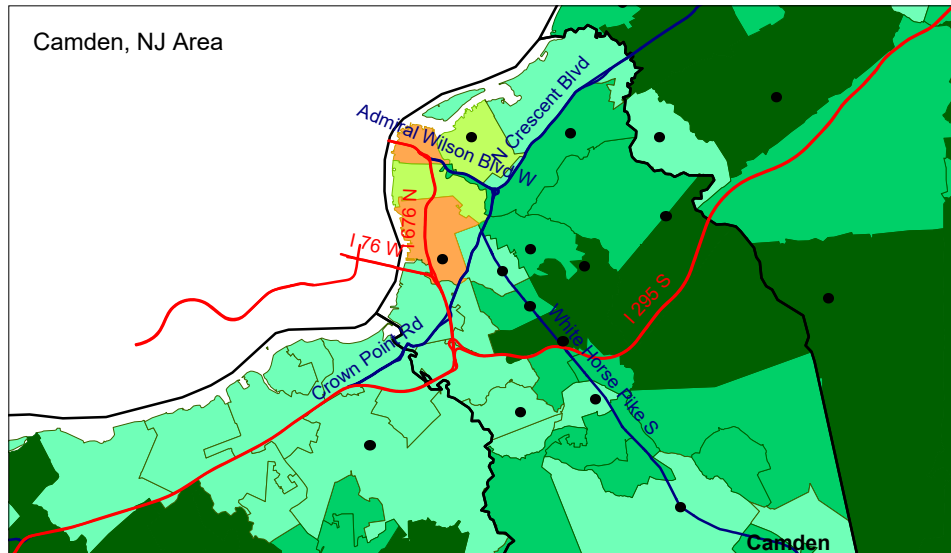 Camden, NJ Area
N Crescent Blvd
Admiral Wilson Blvd W
I 676 N
I 76 W
I 295 S
Crown Point Rd
White Horse Pike S
Camden